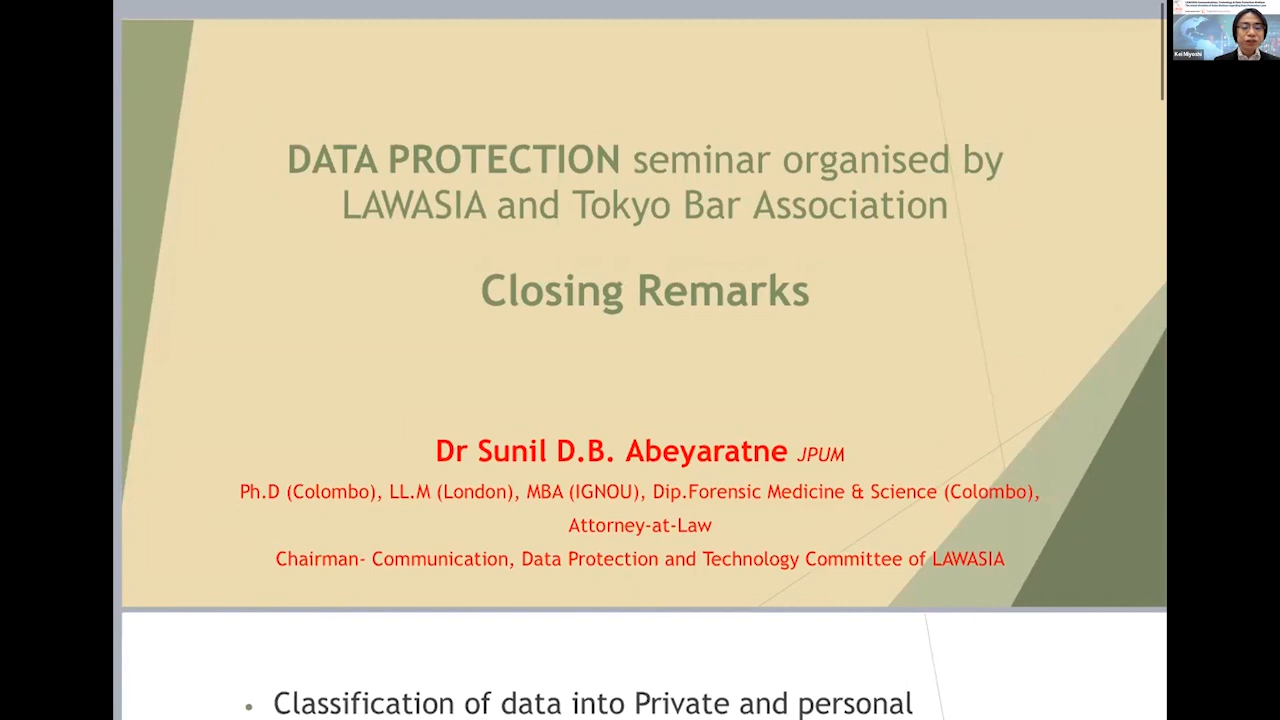 DATA PROTECTION seminar organised by
LAWASIA and Tokyo Bar Association
Closing Remarks
Dr Sunil D.B. Abeyaratne JPUM
Ph.D (Colombo), LL.M (London), MBA (IGNOU), Dip.Forensic Medicine & Science (Colombo),
Attorney-at-Law
Chairman- Communication, Data Protection and Technology Committee of LAWASIA
• Classification of data into Private and personal
Kei Miyoshi